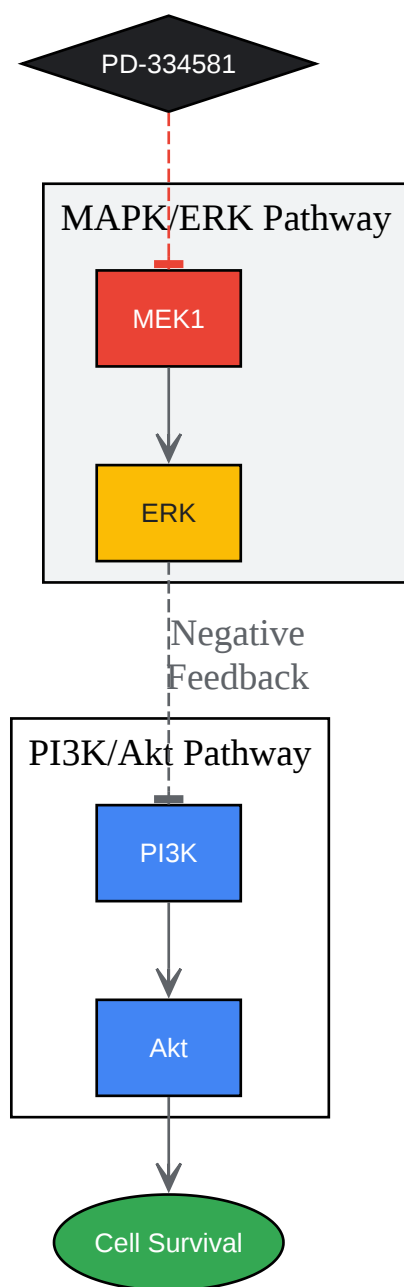 PD-334581
MAPK/ERK Pathway
MEK1
ERK
Negative
Feedback
PI3K/Akt Pathway
PI3K
Akt
Cell Survival